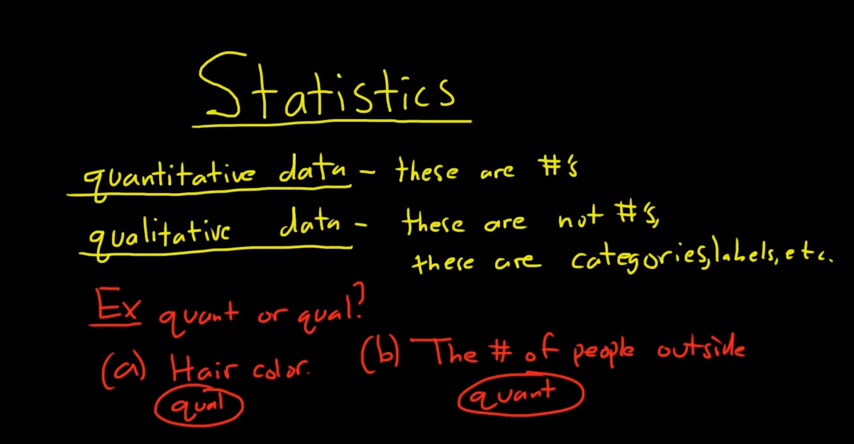 Statistics
quantitative data - these are #'s
qualitative data - these are not #'s,
these are categories, labels, etc.
Ex quant or qual?
(a) Hair color. (b) The # of people outside
qual quant